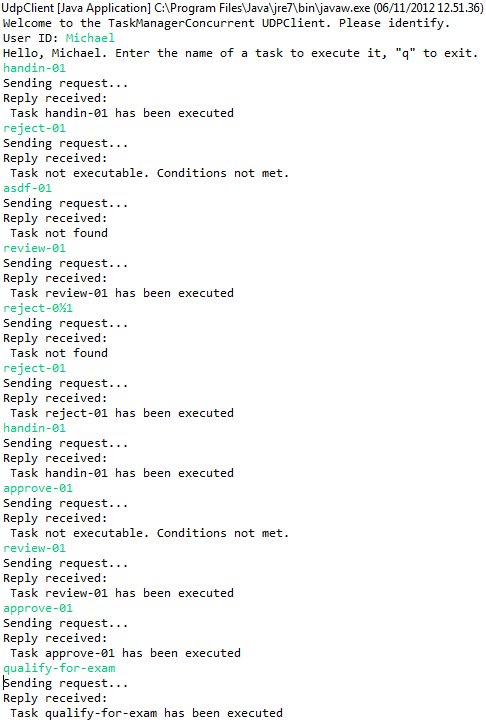 UdpClient [Java Application] C:\Program Files\Java\jre7\bin\javaw.exe (06/11/2012 12.51.36)
Welcome to the TaskManagerConcurrent UDPClient. Please identify.
User ID: Michael
Hello, Michael. Enter the name of a task to execute it, "q" to exit.
handin-01
Sending request...
Reply received:
 Task handin-01 has been executed
reject-01
Sending request...
Reply received:
 Task not executable. Conditions not met.
asdf-01
Sending request...
Reply received:
 Task not found
review-01
Sending request...
Reply received:
 Task review-01 has been executed
reject-0%1
Sending request...
Reply received:
 Task not found
reject-01
Sending request...
Reply received:
 Task reject-01 has been executed
handin-01
Sending request...
Reply received:
 Task handin-01 has been executed
approve-01
Sending request...
Reply received:
 Task not executable. Conditions not met.
review-01
Sending request...
Reply received:
 Task review-01 has been executed
approve-01
Sending request...
Reply received:
 Task approve-01 has been executed
qualify-for-exam
Sending request...
Reply received:
 Task qualify-for-exam has been executed